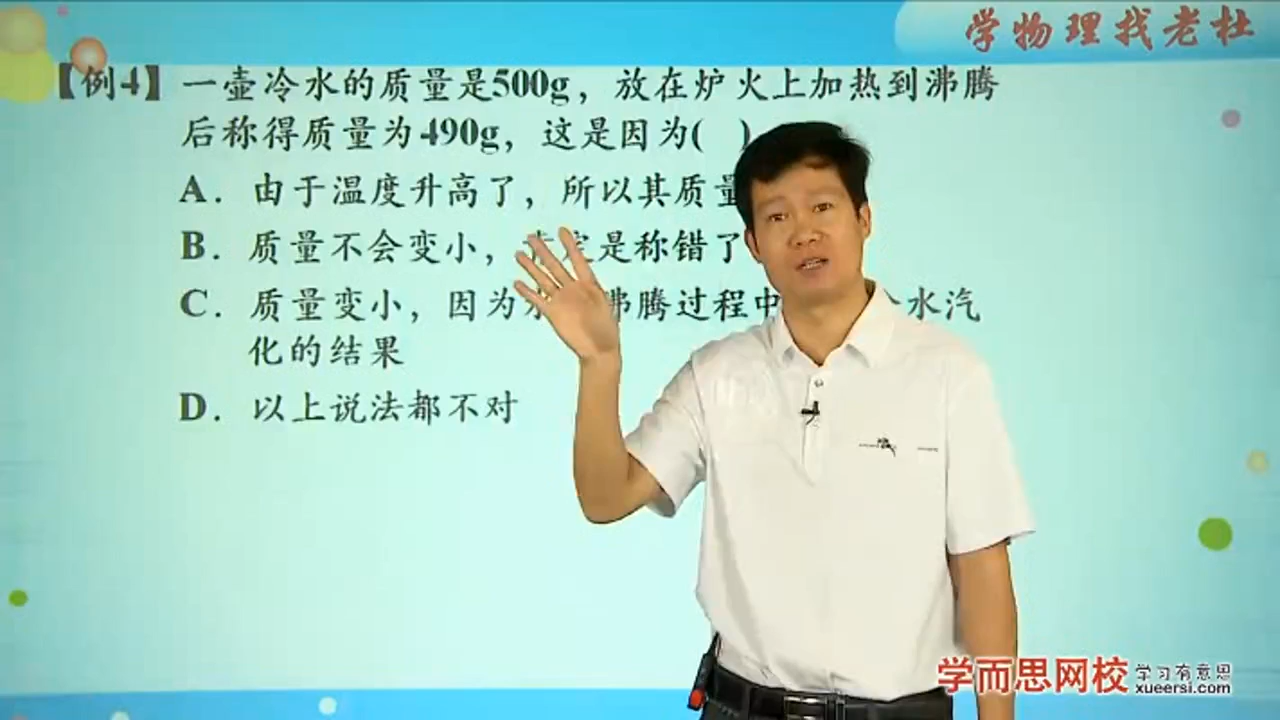 学物理找老杜
【例4】一壶冷水的质量是500g，放在炉火上加热到沸腾
后称得质量为490g，这是因为(
A．由于温度升高了，所以其质量
B．质量不会变小，肯定是称错了
C．质量变小，因为 沸腾过程中 水汽
化的结果
D．以上说法都不对
学而思网校 学习有意思
xueersi.com